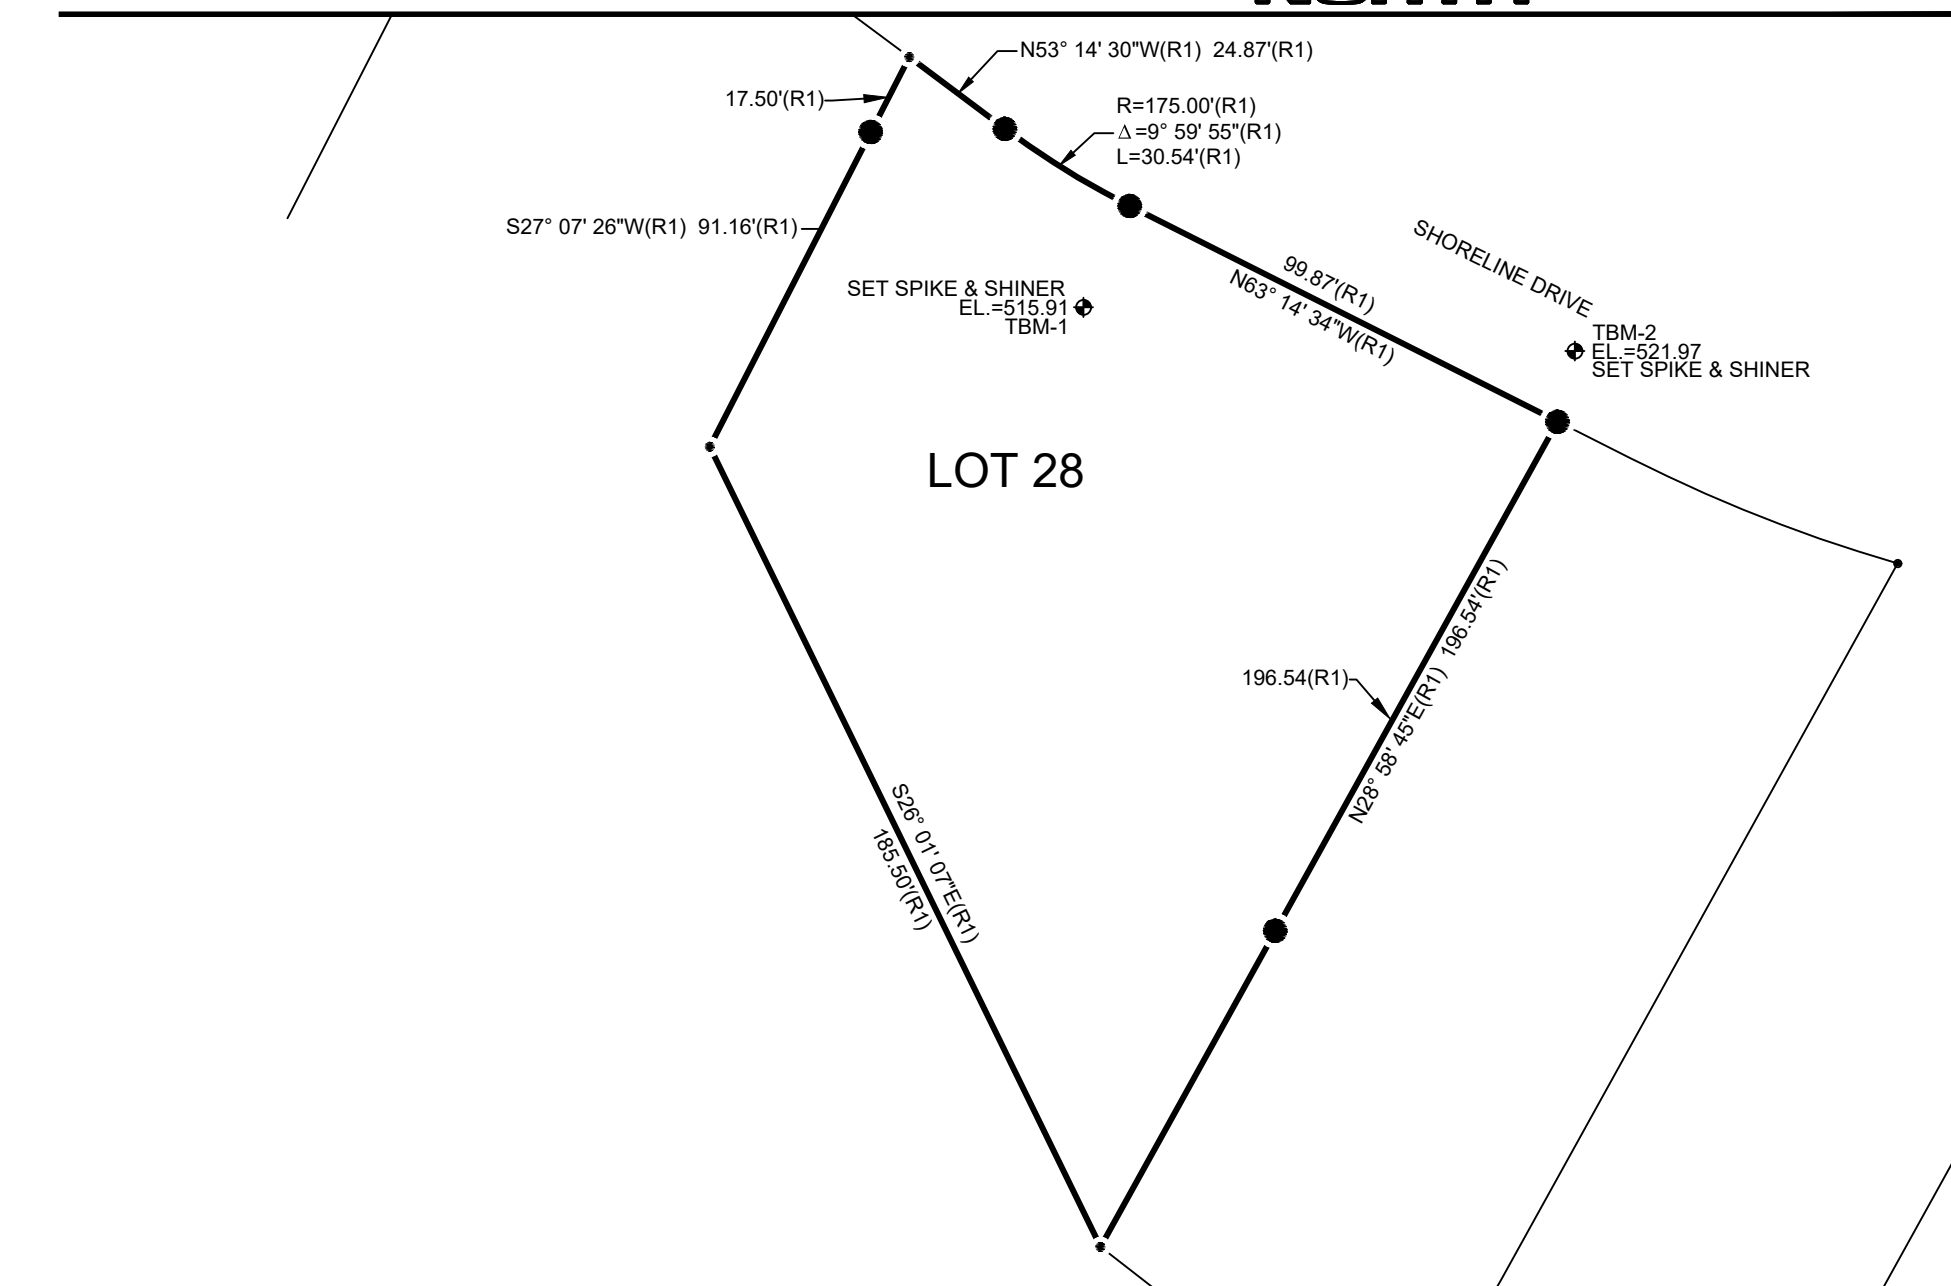 N53° 14' 30"W(R1) 24.87'(R1)
17.50'(R1)
R=175.00'(R1)
Δ=9° 59' 55"(R1)
L=30.54'(R1)
S27° 07' 26"W(R1) 91.16'(R1)
SHORELINE DRIVE
99.87'(R1)
N63° 14' 34"W(R1)
SET SPIKE & SHINER
EL.=515.91
TBM-1
TBM-2
EL.=521.97
SET SPIKE & SHINER
LOT 28
196.54(R1)
N28° 58' 45"E(R1) 196.54'(R1)
S26° 01' 07"E(R1)
185.50'(R1)